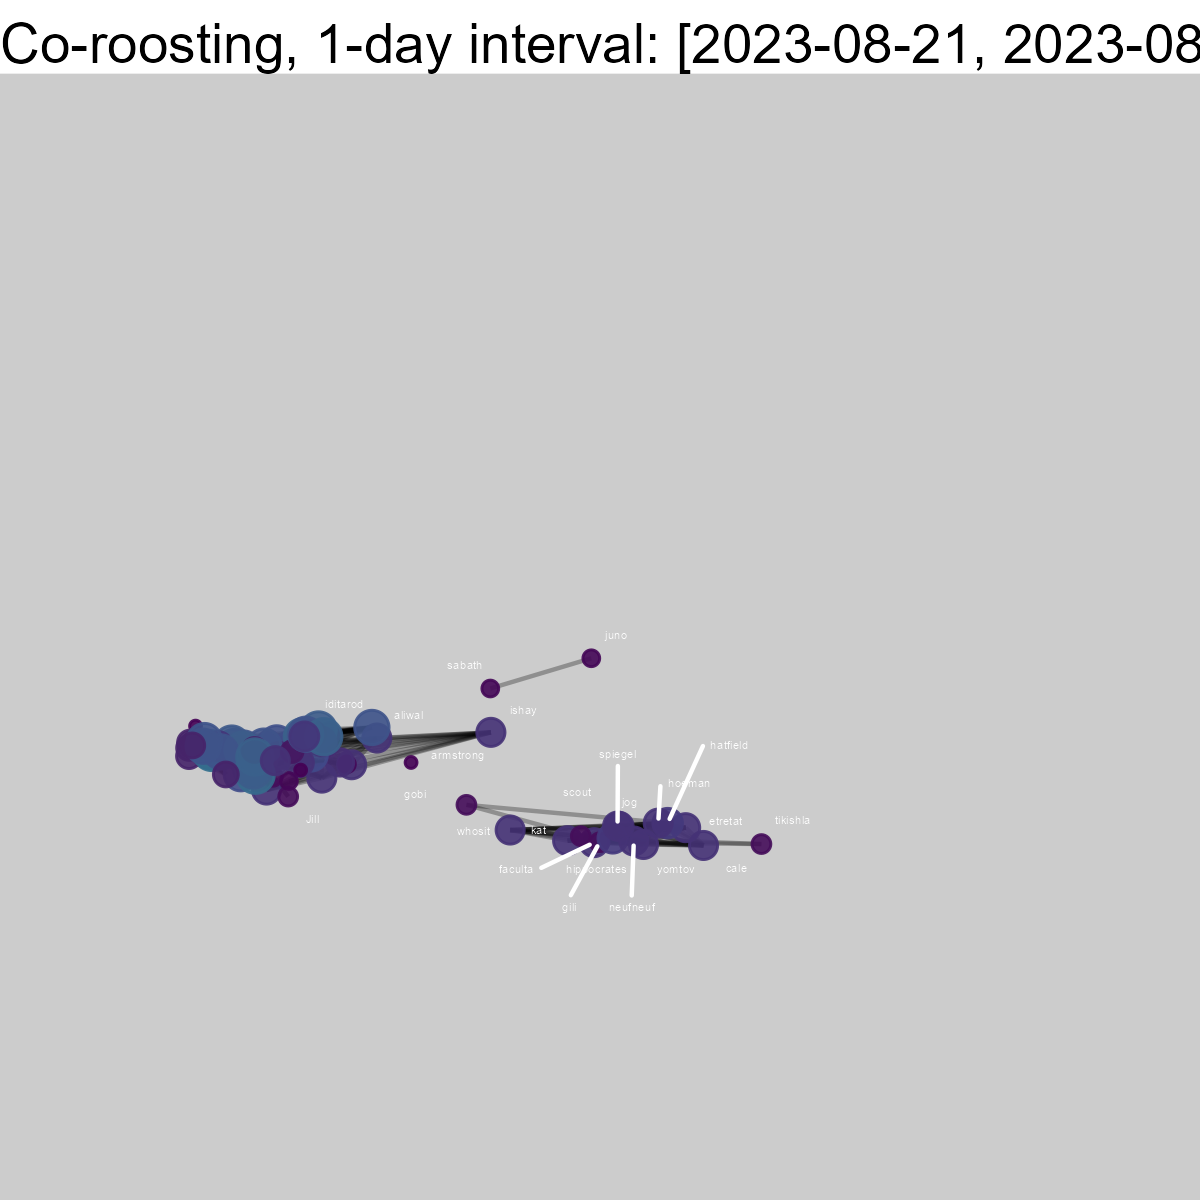 Co-roosting, 1-day interval: [2023-08-21, 2023-08
juno
sabath
iditarod
ishay
aliwal
hatfield
spiegel
armstrong
scout
gobi
jog
Jill
whosit
kat
etretat
tikishla
faculta
hippocrates
yomtov
cale
gili
neufneuf